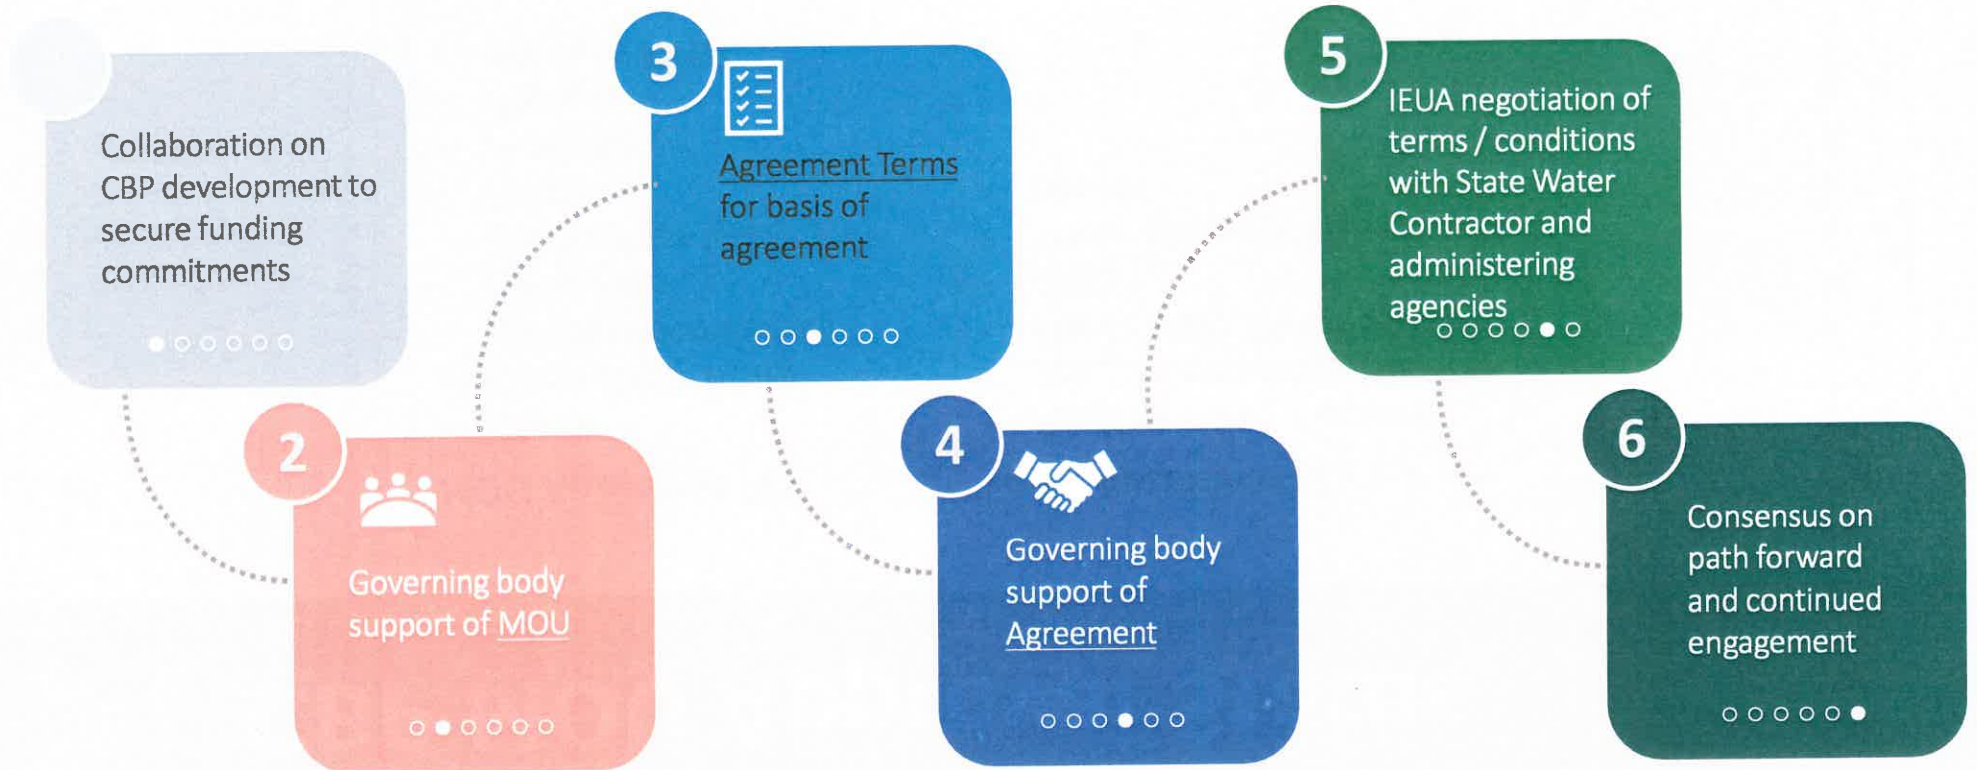 Collaboration on
CBP development to
secure funding
commitments
2
Governing body
support of MOU
3
Agreement Terms
for basis of
agreement
4
Governing body
support of
Agreement
5
IEUA negotiation of
terms / conditions
with State Water
Contractor and
administering
agencies
6
Consensus on
path forward
and continued
engagement